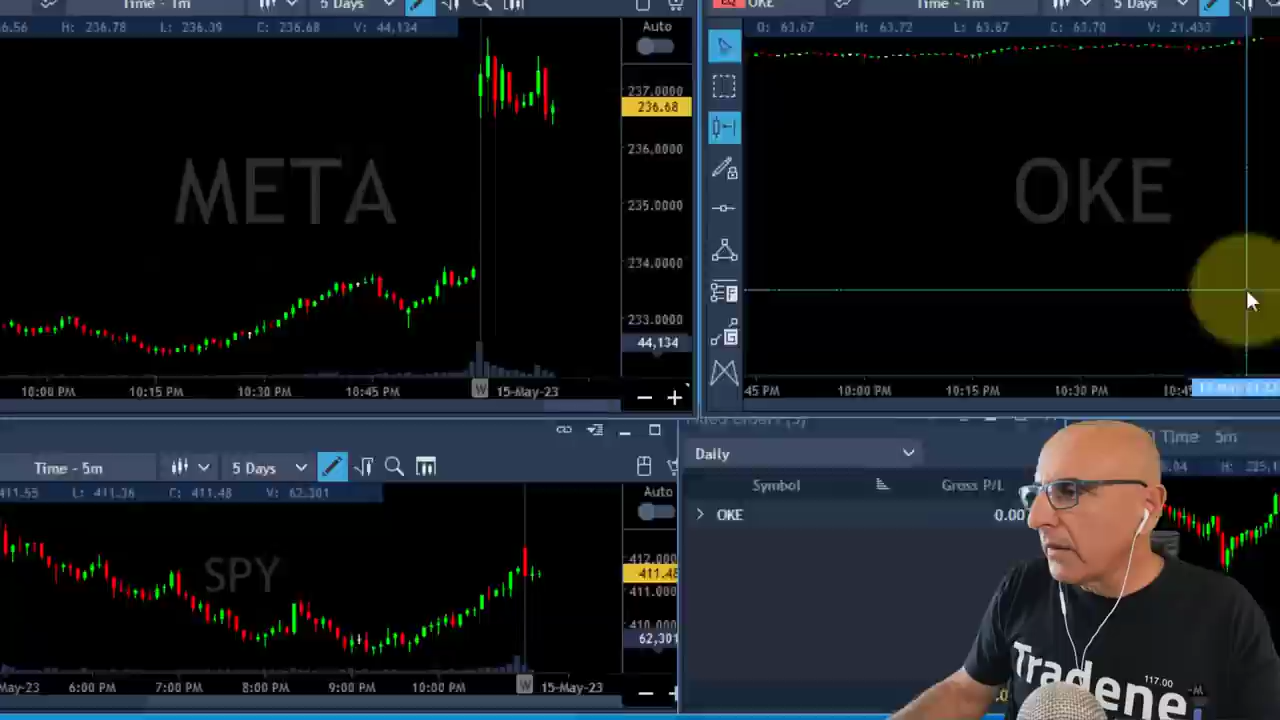 Time - 1m
5 Days
H: 236.78 L: 236.39 C: 236.68 V: 44,134
Auto
META
237.0000
236.68
236.0000
235.0000
234.0000
233.0000
44,134
10:00 PM 10:15 PM 10:30 PM 10:45 PM W 15-May-23
OKE
Time - 1m
5 Days
O: 63.67 H: 63.72 L: 63.67 C: 63.70 V: 21.433
OKE
45 PM 10:00 PM 10:15 PM 10:30 PM
Time - 5m
5 Days
L: 411.36 C: 411.48 V: 62,301
Auto
SPY
412.000
411.48
411.000
410.000
62,301
May-23 6:00 PM 7:00 PM 8:00 PM 9:00 PM 10:00 PM W 15-May-23
Daily
Symbol Gross P/L
OKE 0.00
Time 5m
Tradene
117.00